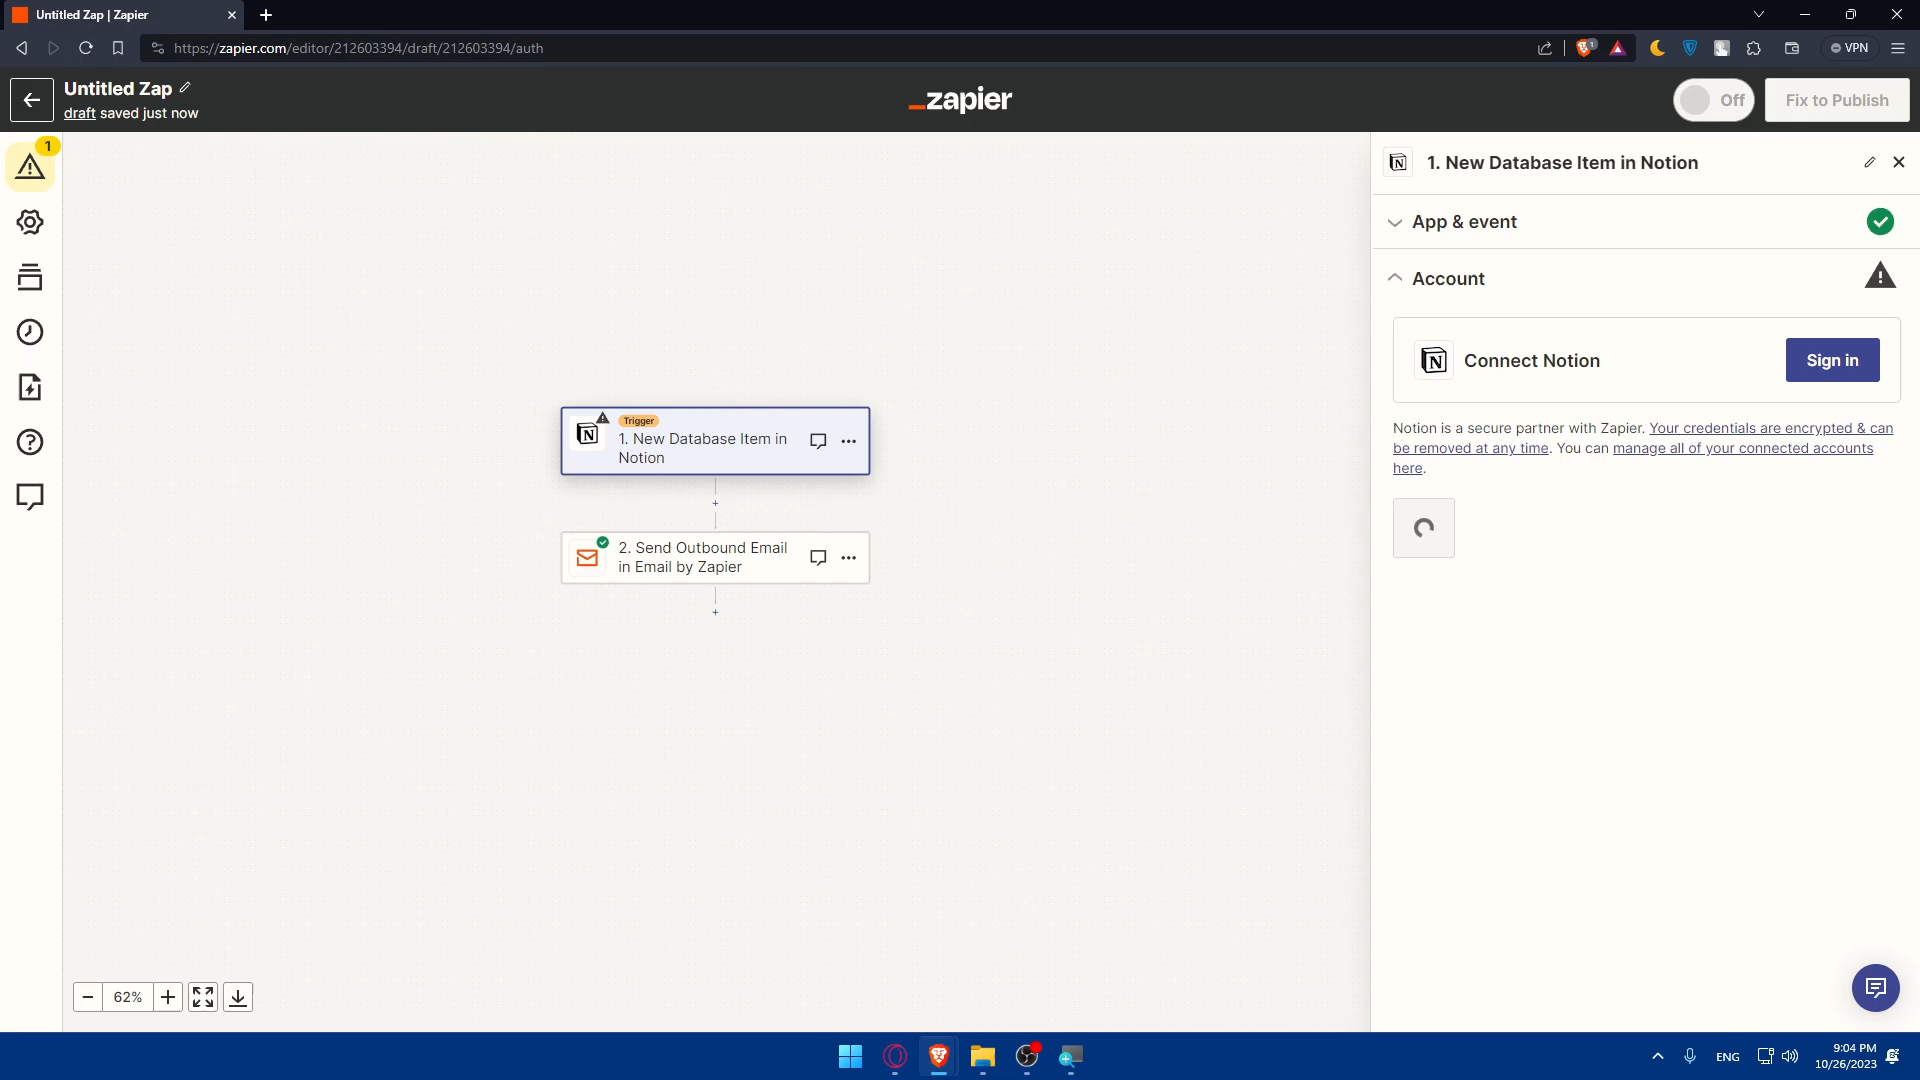 Untitled Zap | Zapier
https://zapier.com/editor/212603394/draft/212603394/auth
1
VPN
Untitled Zap
draft saved just now
zapier
Off
Fix to Publish
1
1. New Database Item in Notion
App & event
Account
Connect Notion
Sign in
Notion is a secure partner with Zapier. Your credentials are encrypted & can
be removed at any time. You can manage all of your connected accounts
here.
Trigger
1. New Database Item in
Notion
2. Send Outbound Email
in Email by Zapier
62%
ENG
9:04 PM
10/26/2023